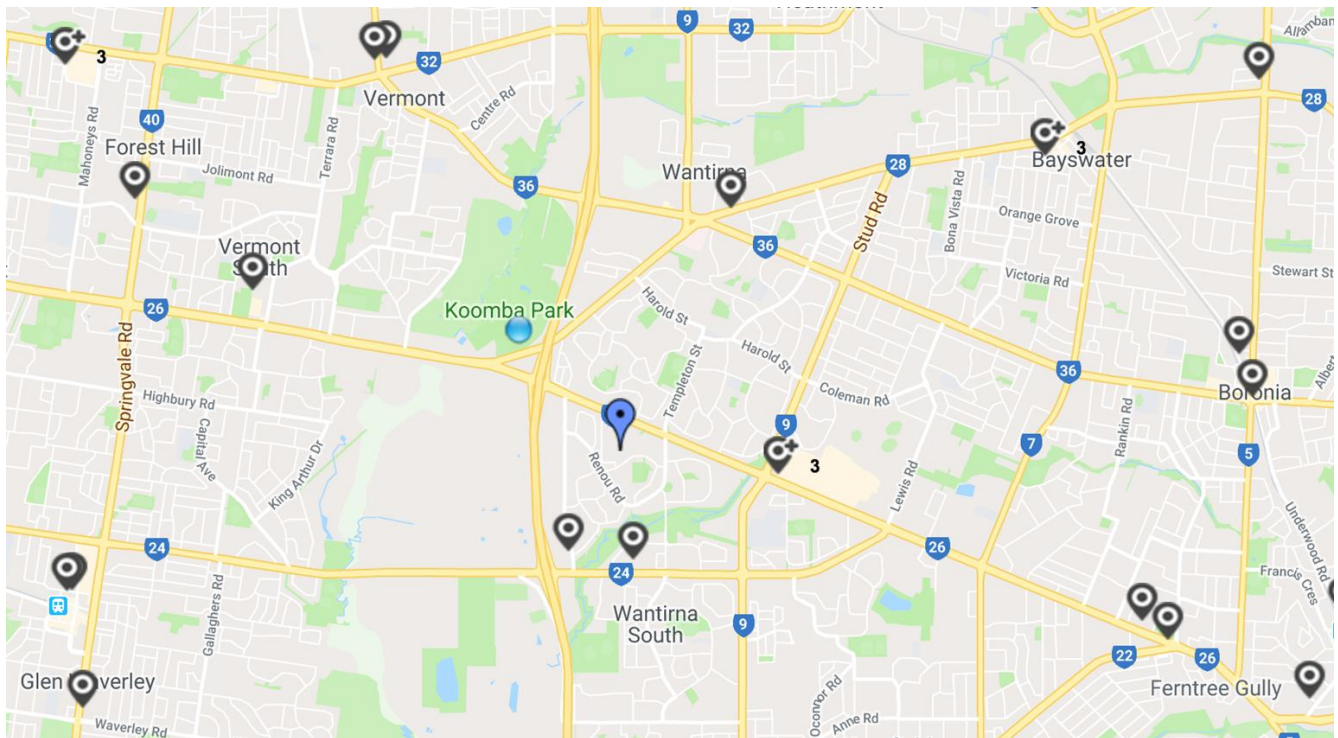 Heathmont
9
32
3
32
Vermont
Centre Rd
28
40
Forest Hill
Mahoneys Rd
Jolimont Rd
Terrara Rd
36
Wantirna
28
3
Bayswater
Bona Vista Rd
Orange Grove
Stud Rd
Vermont
South
36
Victoria Rd
Stewart St
26
Koomba Park
Harold St
Springvale Rd
Harold St
Templeton St
Coleman Rd
36
Boronia
Highbury Rd
Capital Ave
King Arthur Dr
9
Rankin Rd
7
5
3
Renou Rd
Lewis Rd
Underwood Rd
24
26
24
Francis Cres
Gallaghers Rd
Wantirna
South
9
22
26
Glen Waverley
Ferntree Gully
Waverley Rd
Anne Rd